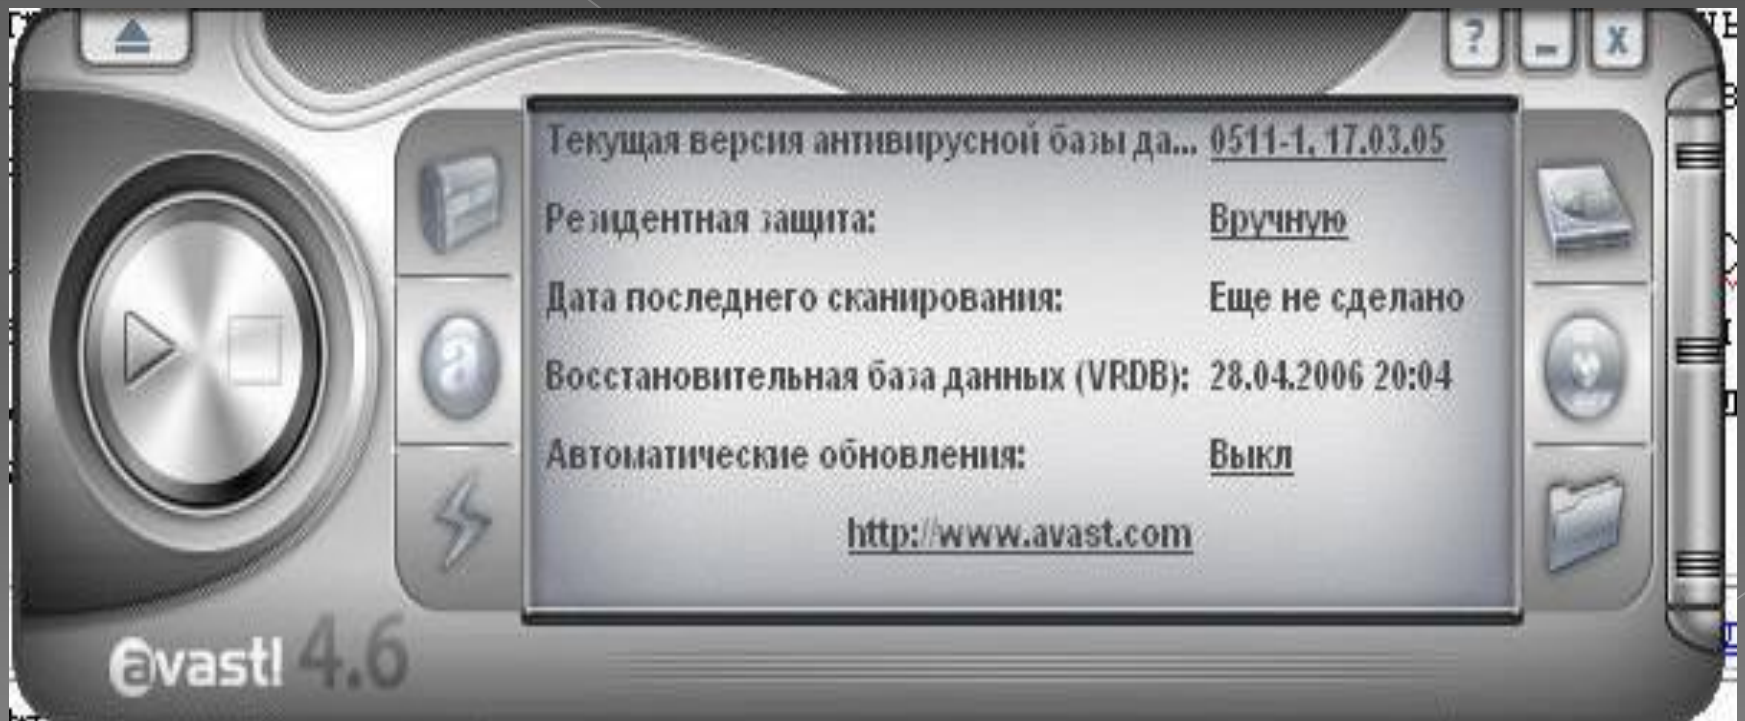 ?
x
Текущая версия антивирусной базы да... 0511-1, 17.03.05
Резидентная защита: Вручную
Дата последнего сканирования: Еще не сделано
Восстановительная база данных (VRDB): 28.04.2006 20:04
Автоматические обновления: Выкл
http://www.avast.com
a
avast! 4.6